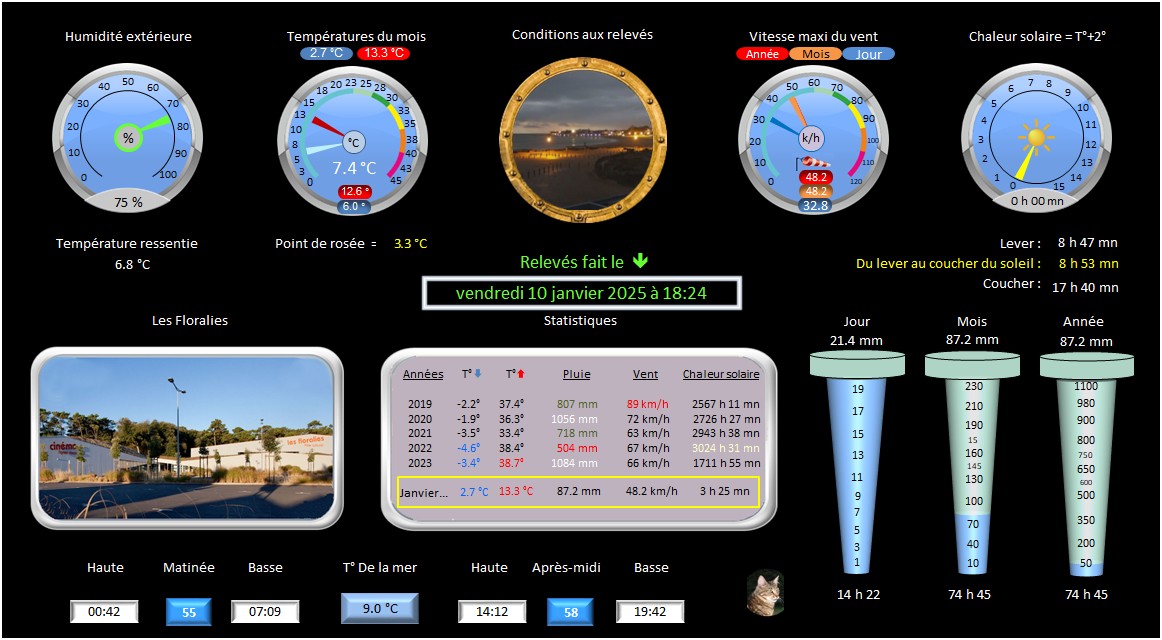 Humidité extérieure
Températures du mois
Conditions aux relevés
Vitesse maxi du vent
Chaleur solaire = T°+2°
2.7 °C 13.3 °C
Année Mois Jour
0 10 20 30 40 50 60 70 80 90 100
%
75 %
0 3 5 8 10 13 15 18 20 23 25 28 30 33 35 38 40 43 45
°C
7.4 °C
12.6 °
6.0 °
0 10 20 30 40 50 60 70 80 90 100 110 120
k/h
48.2
48.2
32.8
0 1 2 3 4 5 6 7 8 9 10 11 12 13 14 15
0 h 00 mn
Température ressentie
6.8 °C
Point de rosée = 3.3 °C
Lever : 8 h 47 mn
Du lever au coucher du soleil : 8 h 53 mn
Coucher : 17 h 40 mn
Relevés fait le
vendredi 10 janvier 2025 à 18:24
Les Floralies
cinéma
les floralies
Statistiques
Années T° T° Pluie Vent Chaleur solaire
2019 -2.2° 37.4° 807 mm 89 km/h 2567 h 11 mn
2020 -1.9° 36.3° 1056 mm 72 km/h 2726 h 27 mn
2021 -3.5° 33.4° 718 mm 63 km/h 2943 h 38 mn
2022 -4.6° 38.4° 504 mm 67 km/h 3024 h 31 mn
2023 -3.4° 38.7° 1084 mm 66 km/h 1711 h 55 mn
Janvier... 2.7 °C 13.3 °C 87.2 mm 48.2 km/h 3 h 25 mn
Jour
21.4 mm
19
17
15
13
11
9
7
5
3
1
14 h 22
Mois
87.2 mm
230
210
190
15
160
145
130
100
70
40
10
74 h 45
Année
87.2 mm
1100
980
900
800
750
650
600
500
350
200
50
74 h 45
Haute Matinée Basse T° De la mer Haute Après-midi Basse
00:42 55 07:09 9.0 °C 14:12 58 19:42